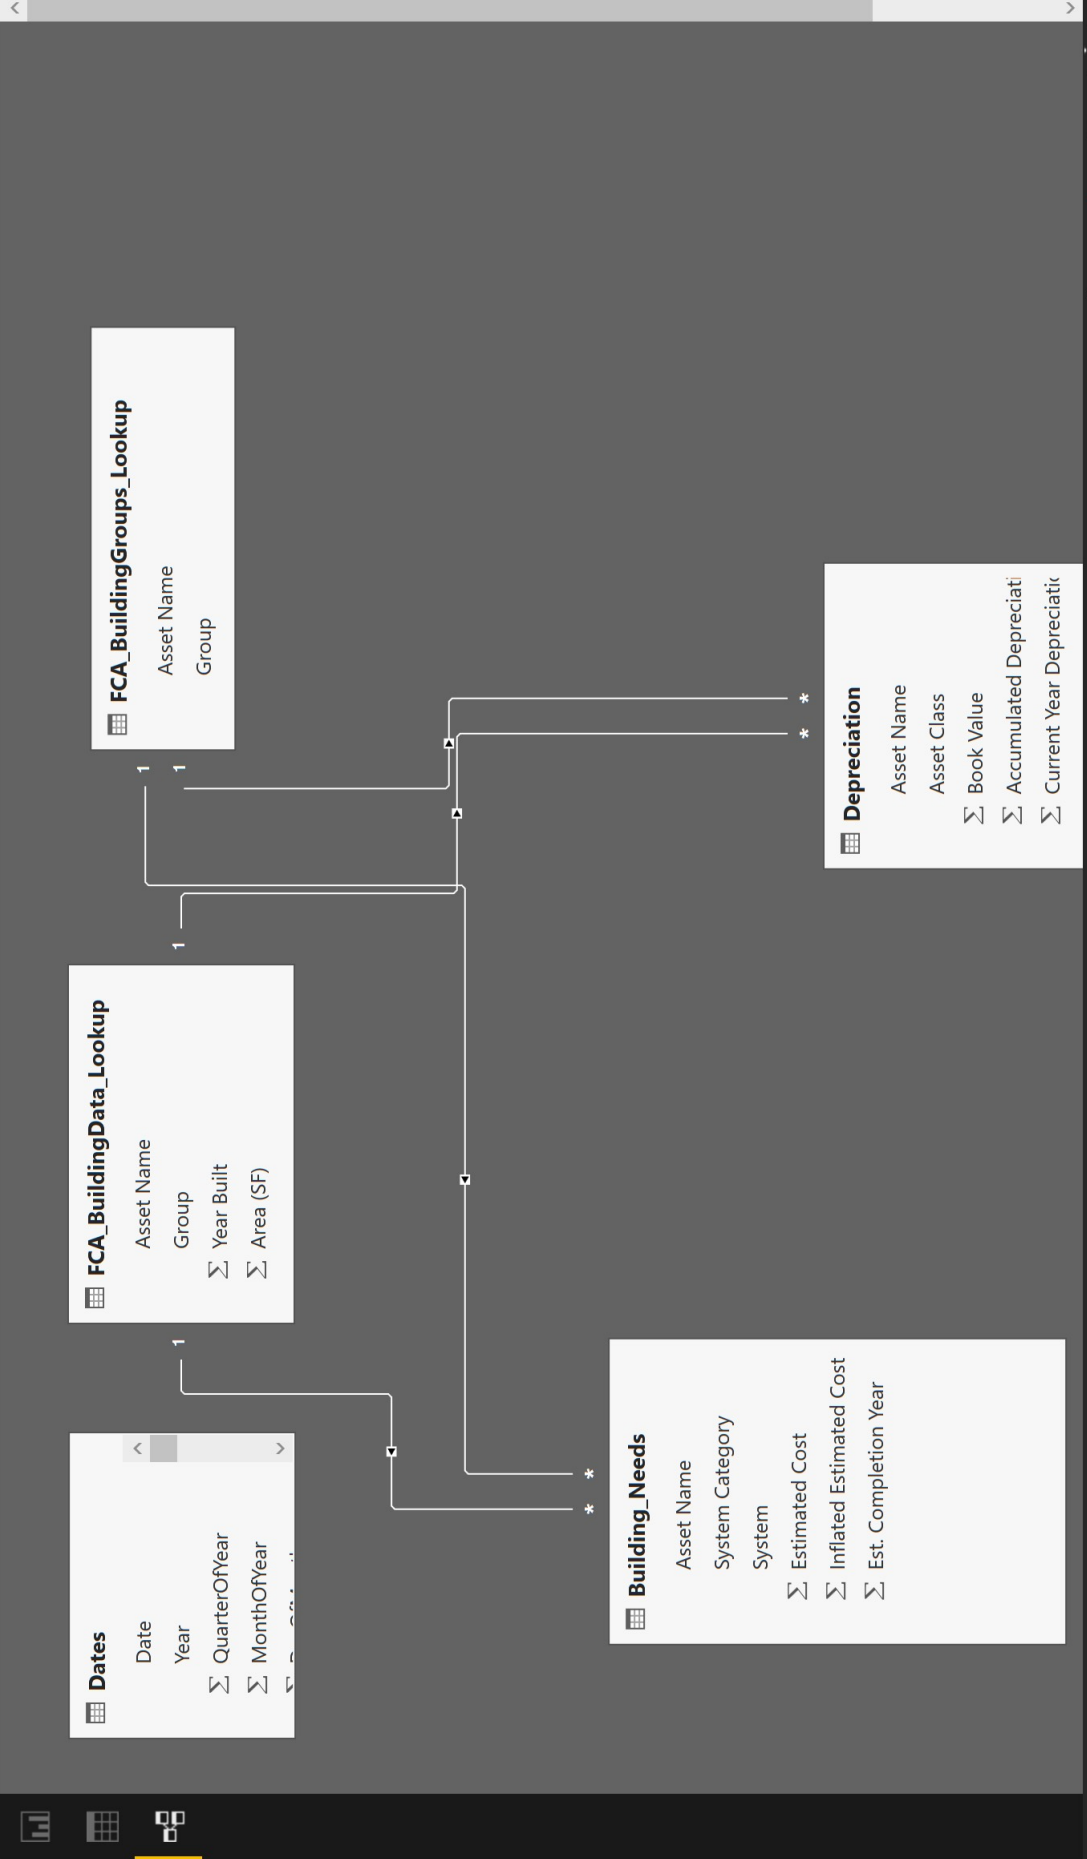 Dates
Date
Year
Σ QuarterOfYear
Σ MonthOfYear
FCA_BuildingData_Lookup
Asset Name
Group
Σ Year Built
Σ Area (SF)
FCA_BuildingGroups_Lookup
Asset Name
Group
1
1
1
1
*
*
*
*
Building_Needs
Asset Name
System Category
System
Σ Estimated Cost
Σ Inflated Estimated Cost
Σ Est. Completion Year
Depreciation
Asset Name
Asset Class
Σ Book Value
Σ Accumulated Depreciati
Σ Current Year Depreciatic